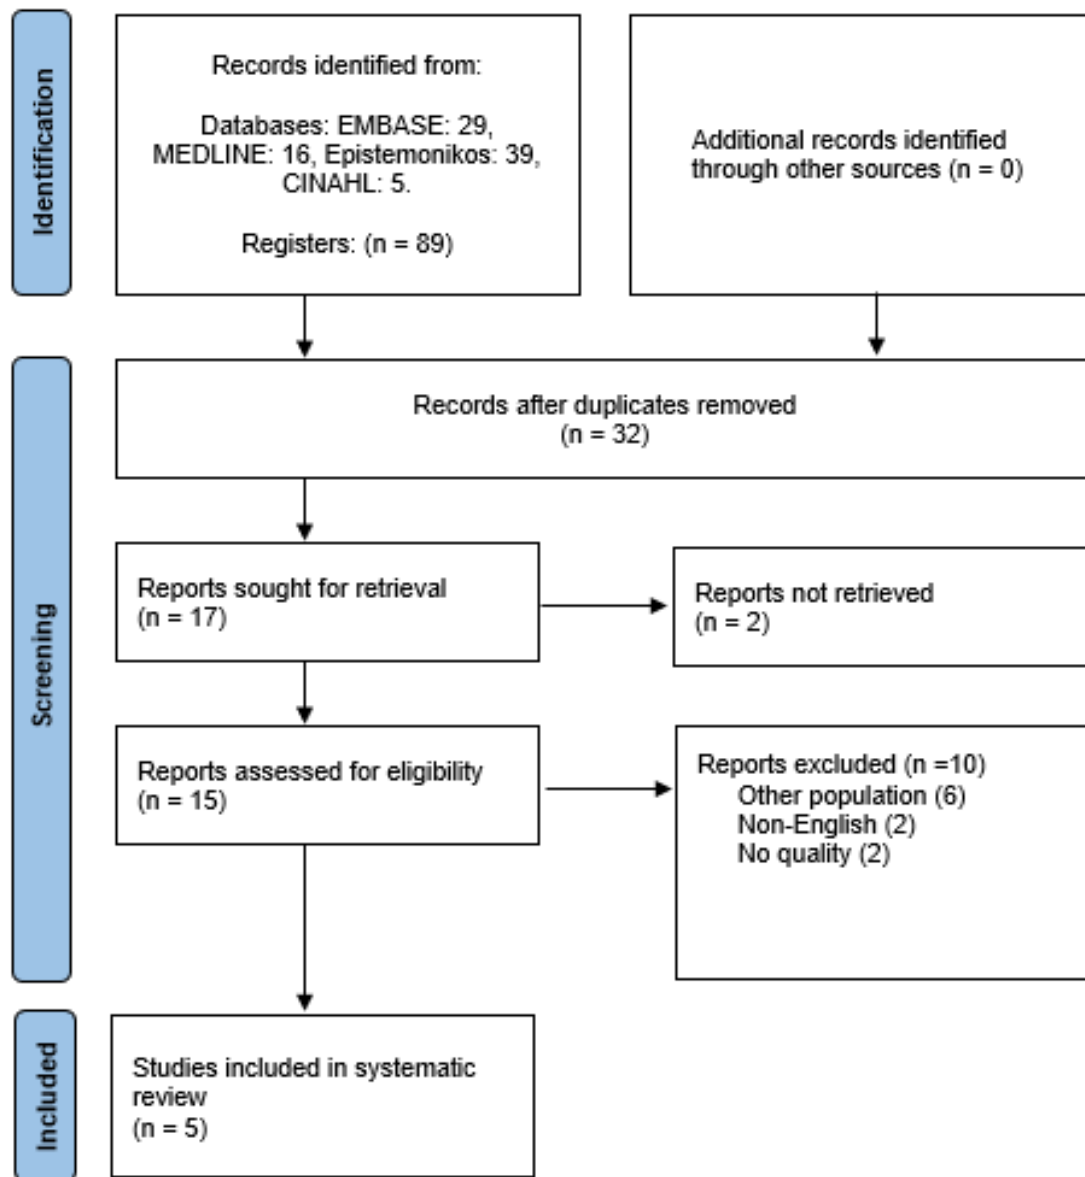 Identification
Records identified from:
Databases: EMBASE: 29,
MEDLINE: 16, Epistemonikos: 39,
CINAHL: 5.
Registers: (n = 89)
Additional records identified
through other sources (n = 0)
Screening
Records after duplicates removed
(n = 32)
Reports sought for retrieval
(n = 17)
Reports not retrieved
(n = 2)
Reports assessed for eligibility
(n = 15)
Reports excluded (n =10)
Other population (6)
Non-English (2)
No quality (2)
Included
Studies included in systematic
review
(n = 5)